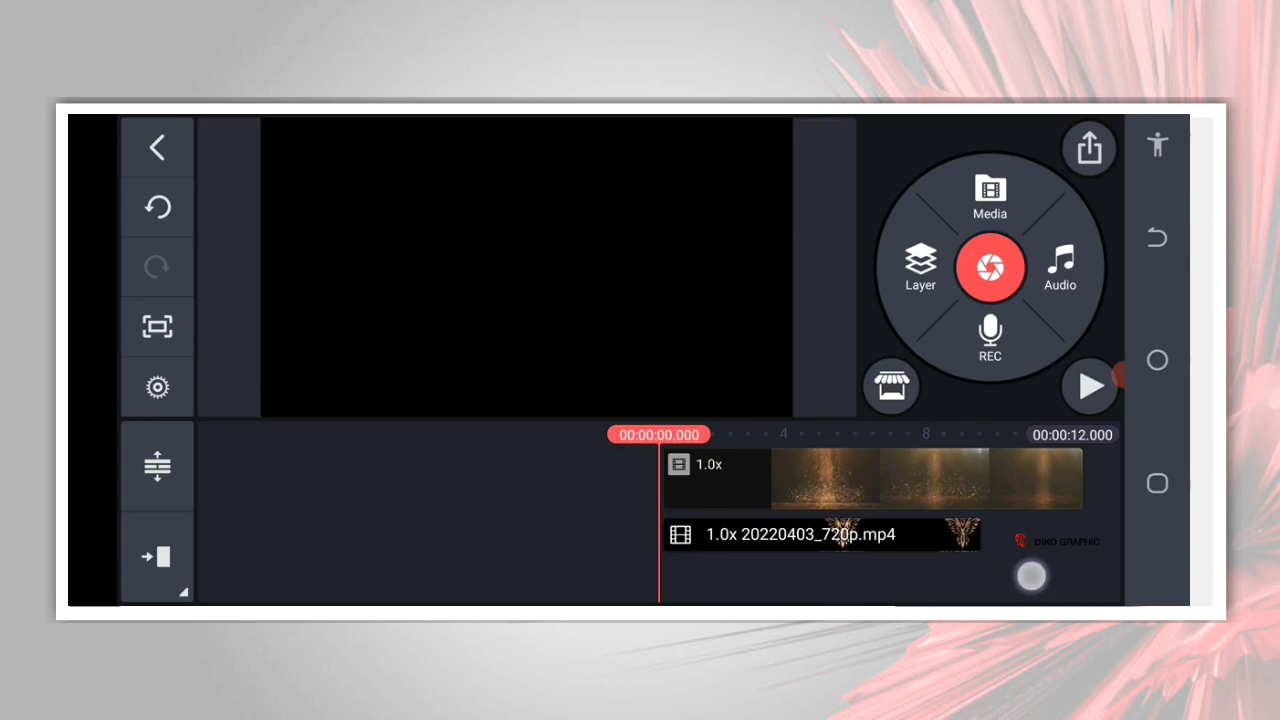 Media
Layer
Audio
REC
00:00:00.000
4
8
00:00:12.000
1.0x
1.0x 20220403_720p.mp4
DIKO GRAPHIC